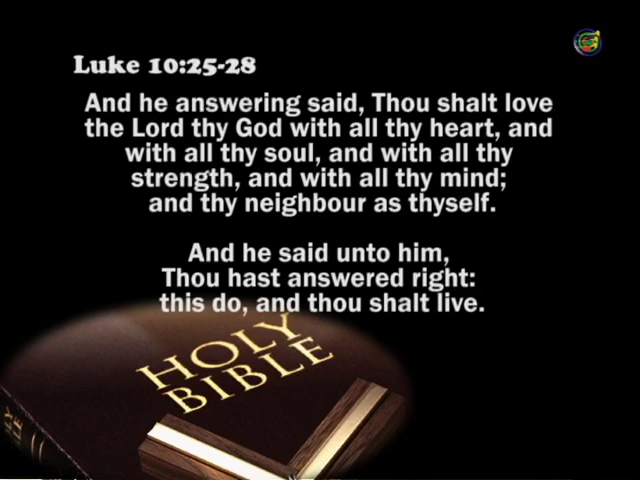 Luke 10:25-28
And he answering said, Thou shalt love
the Lord thy God with all thy heart, and
with all thy soul, and with all thy
strength, and with all thy mind;
and thy neighbour as thyself.
And he said unto him,
Thou hast answered right:
this do, and thou shalt live.
HOLY
BIBLE